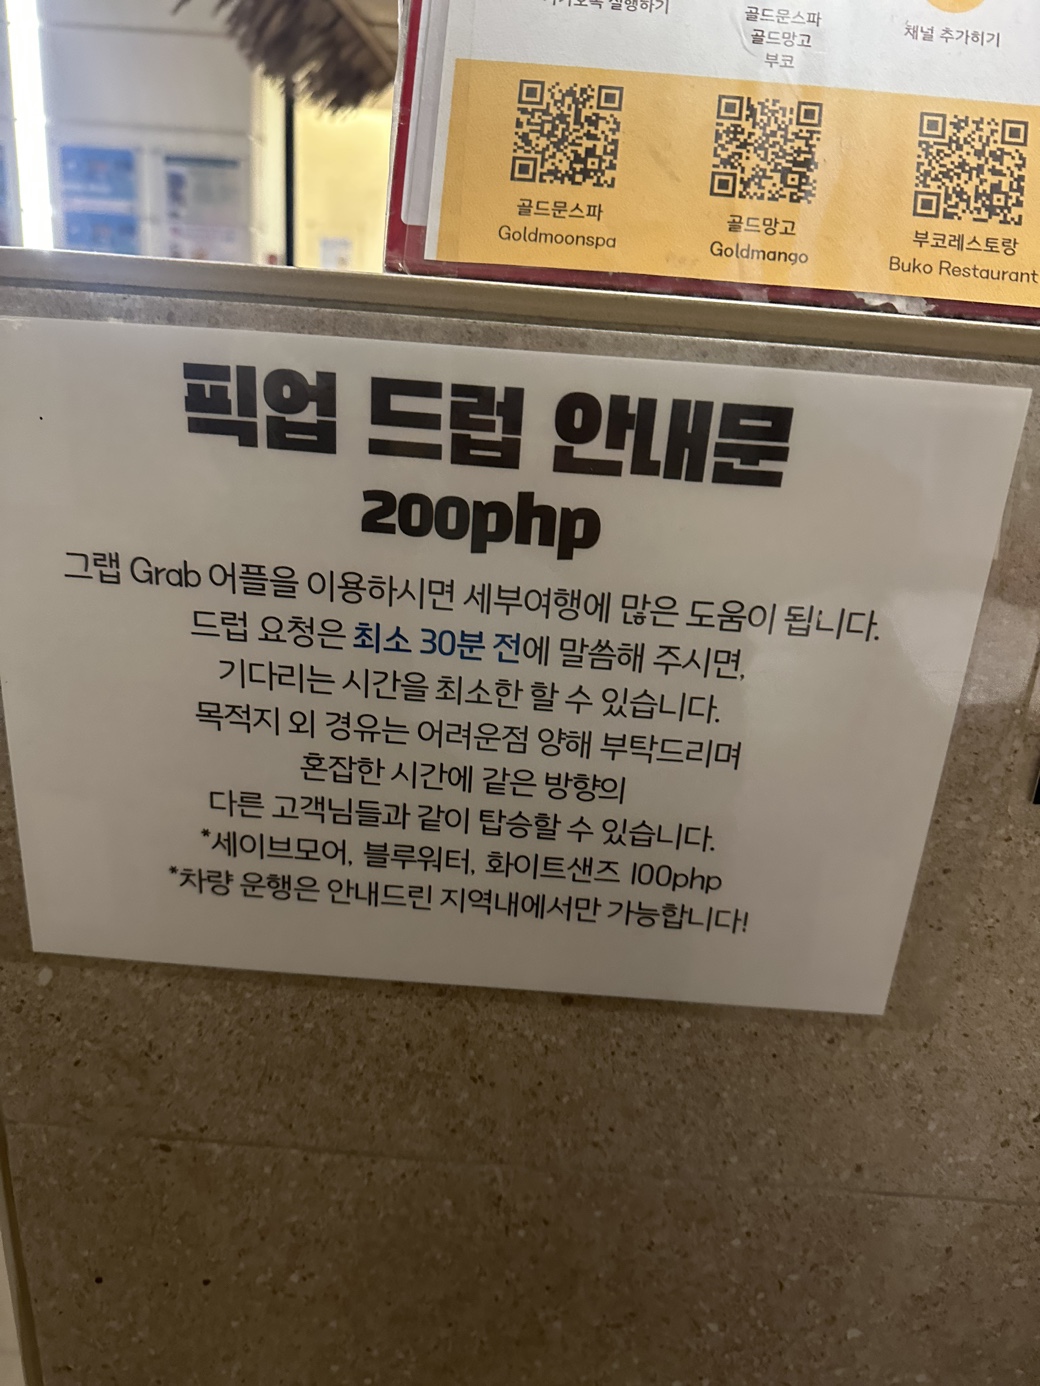 실행하기
골드문스파
골드망고
부코
채널 추가히기
골드문스파
Goldmoonspa
골드망고
Goldmango
부코레스토랑
Buko Restaurant
픽업 드럽 안내문
200php
그랩 Grab 어플을 이용하시면 세부여행에 많은 도움이 됩니다.
드럽 요청은 최소 30분 전에 말씀해 주시면,
기다리는 시간을 최소한 할 수 있습니다.
목적지 외 경유는 어려운점 양해 부탁드리며
혼잡한 시간에 같은 방향의
다른 고객님들과 같이 탑승할 수 있습니다.
*세이브모어, 블루워터, 화이트샌즈 100php
*차량 운행은 안내드린 지역내에서만 가능합니다!